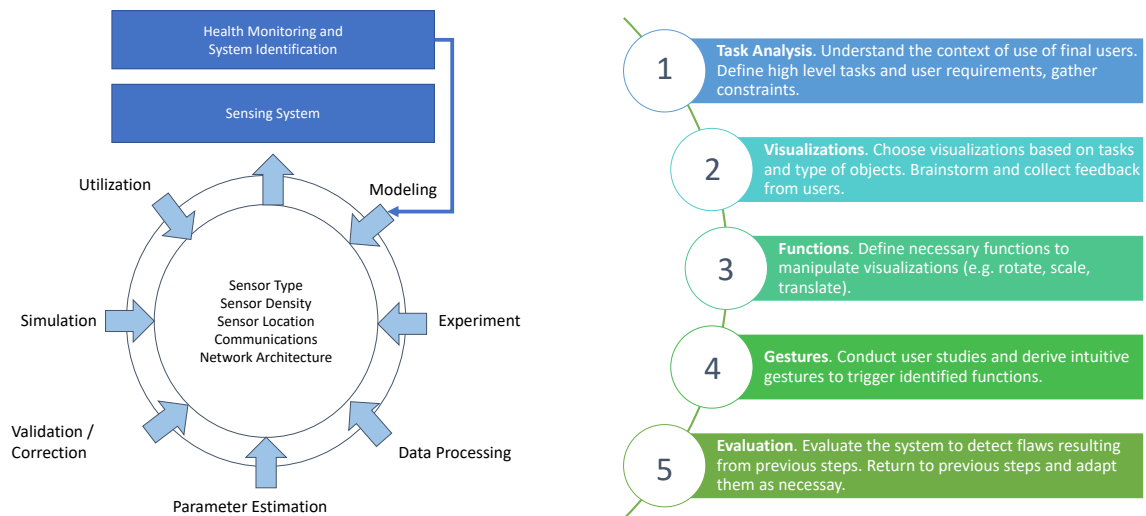 Health Monitoring and
System Identification
Sensing System
Utilization
Modeling
Simulation
Sensor Type
Sensor Density
Sensor Location
Communications
Network Architecture
Experiment
Validation /
Correction
Data Processing
Parameter Estimation
1
Task Analysis. Understand the context of use of final users.
Define high level tasks and user requirements, gather
constraints.
2
Visualizations. Choose visualizations based on tasks
and type of objects. Brainstorm and collect feedback
from users.
3
Functions. Define necessary functions to
manipulate visualizations (e.g. rotate, scale,
translate).
4
Gestures. Conduct user studies and derive intuitive
gestures to trigger identified functions.
5
Evaluation. Evaluate the system to detect flaws resulting
from previous steps. Return to previous steps and adapt
them as necessay.